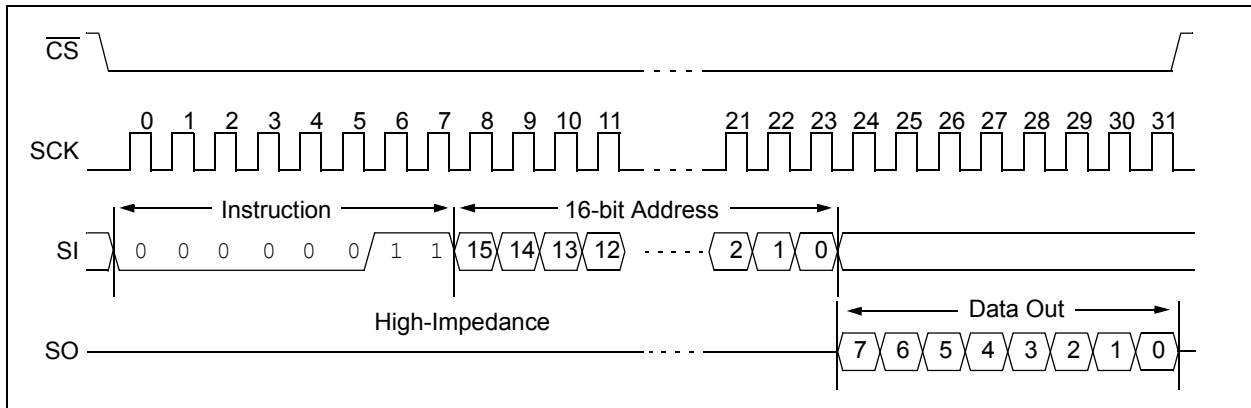 CS
0 1 2 3 4 5 6 7 8 9 10 11 21 22 23 24 25 26 27 28 29 30 31
SCK
Instruction 16-bit Address
SI 0 0 0 0 0 0 1 1 15 14 13 12 2 1 0
Data Out
High-Impedance
SO 7 6 5 4 3 2 1 0